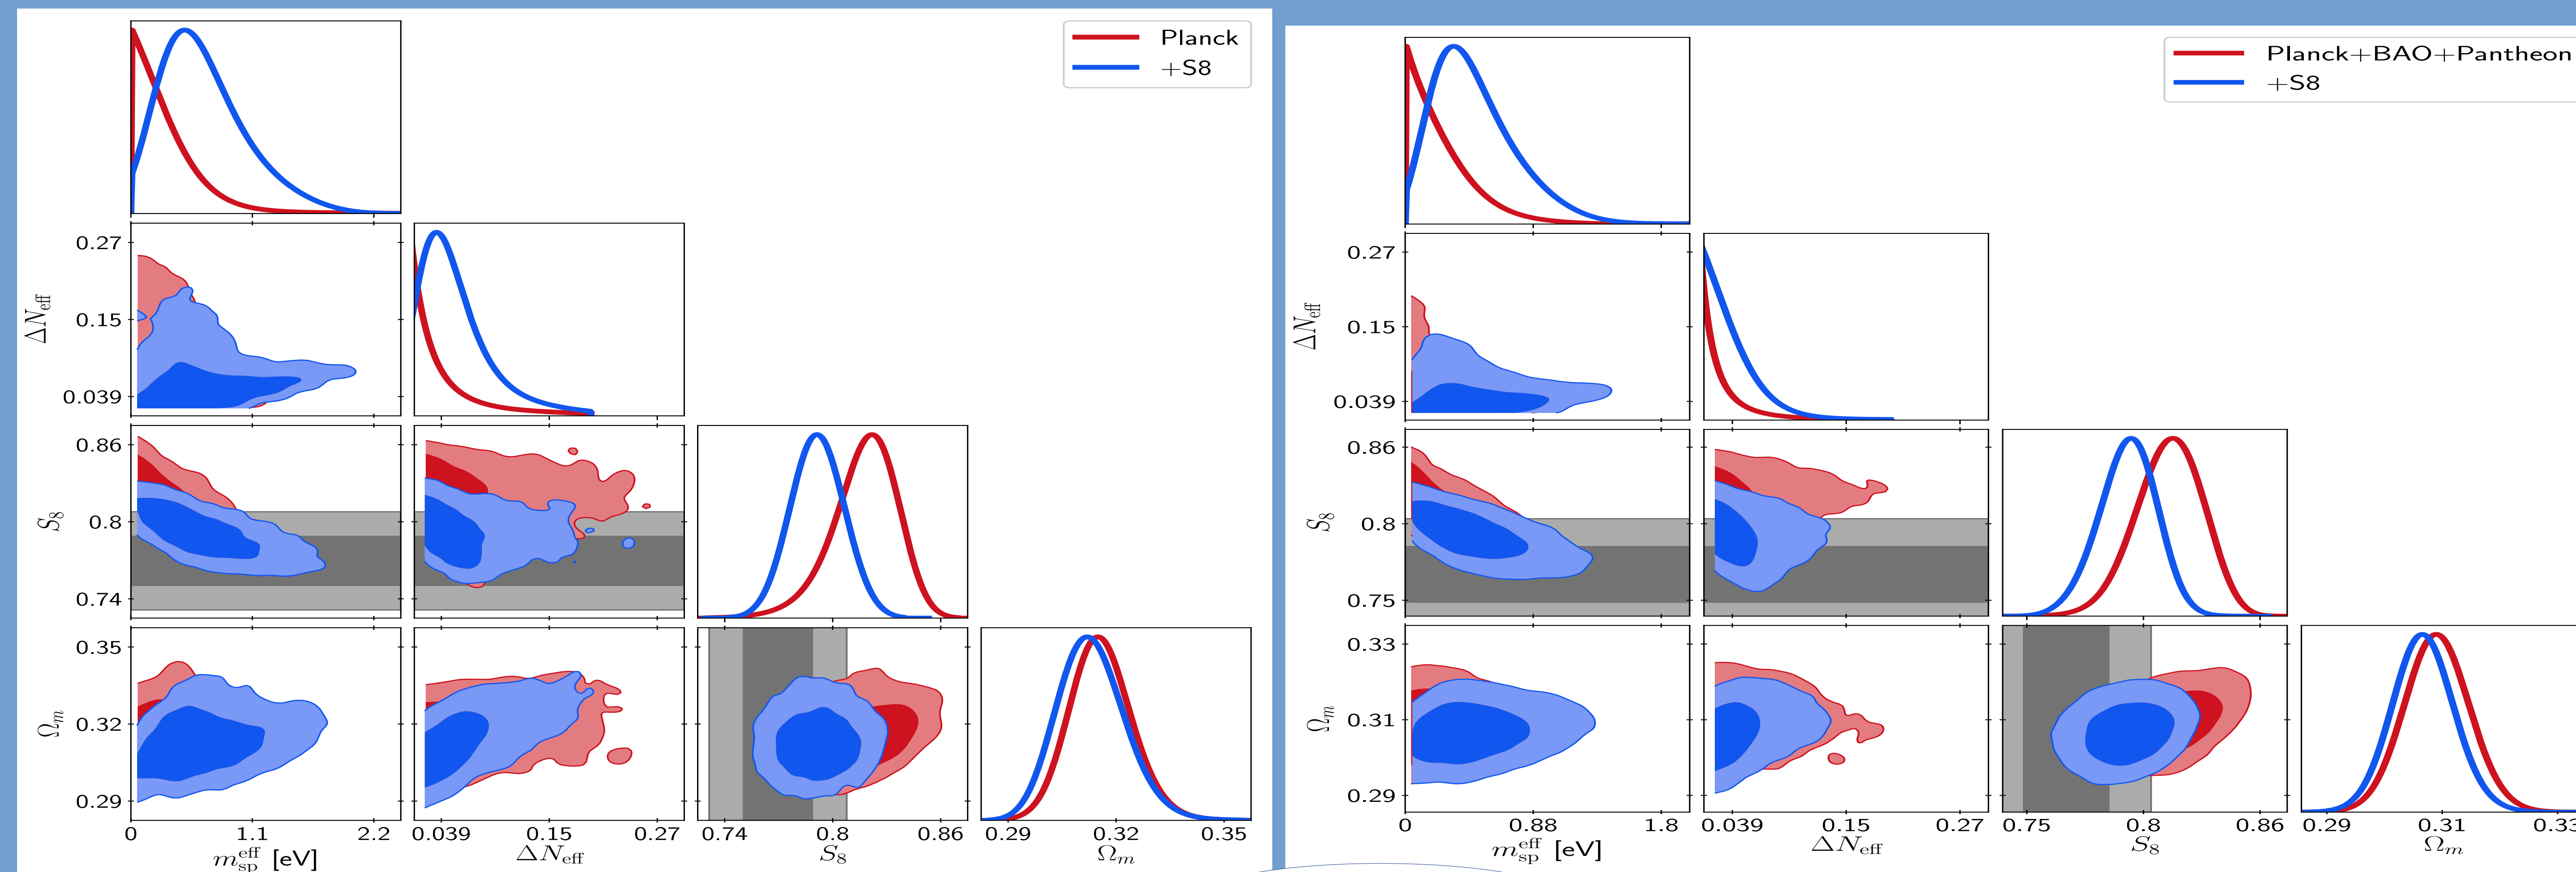 Planck
+S8
0.27
0.15
0.039
ΔN_eff
0.86
0.8
0.74
S_8
0.35
0.32
0.29
Ω_m
0 1.1 2.2 0.039 0.15 0.27 0.74 0.8 0.86 0.29 0.32 0.35
m_sp^eff [eV] ΔN_eff S_8 Ω_m
Planck+BAO+Pantheon
+S8
0.27
0.15
0.039
ΔN_eff
0.86
0.8
0.75
S_8
0.33
0.31
0.29
Ω_m
0 0.88 1.8 0.039 0.15 0.27 0.75 0.8 0.86 0.29 0.31 0.33
m_sp^eff [eV] ΔN_eff S_8 Ω_m